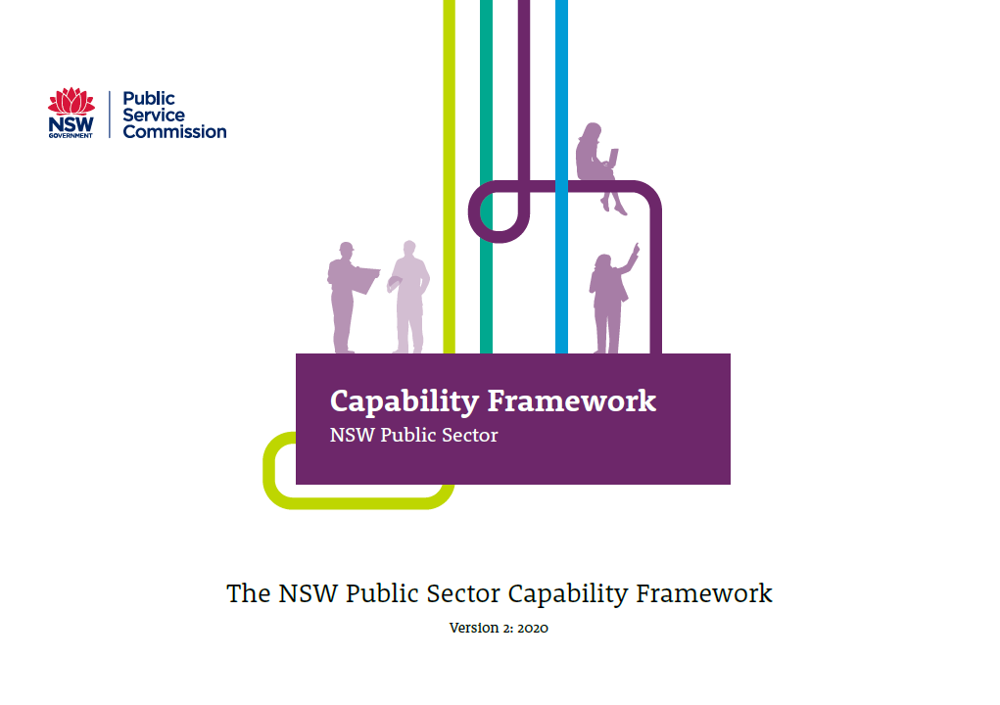 NSW
GOVERNMENT
Public
Service
Commission
Capability Framework
NSW Public Sector
The NSW Public Sector Capability Framework
Version 2: 2020